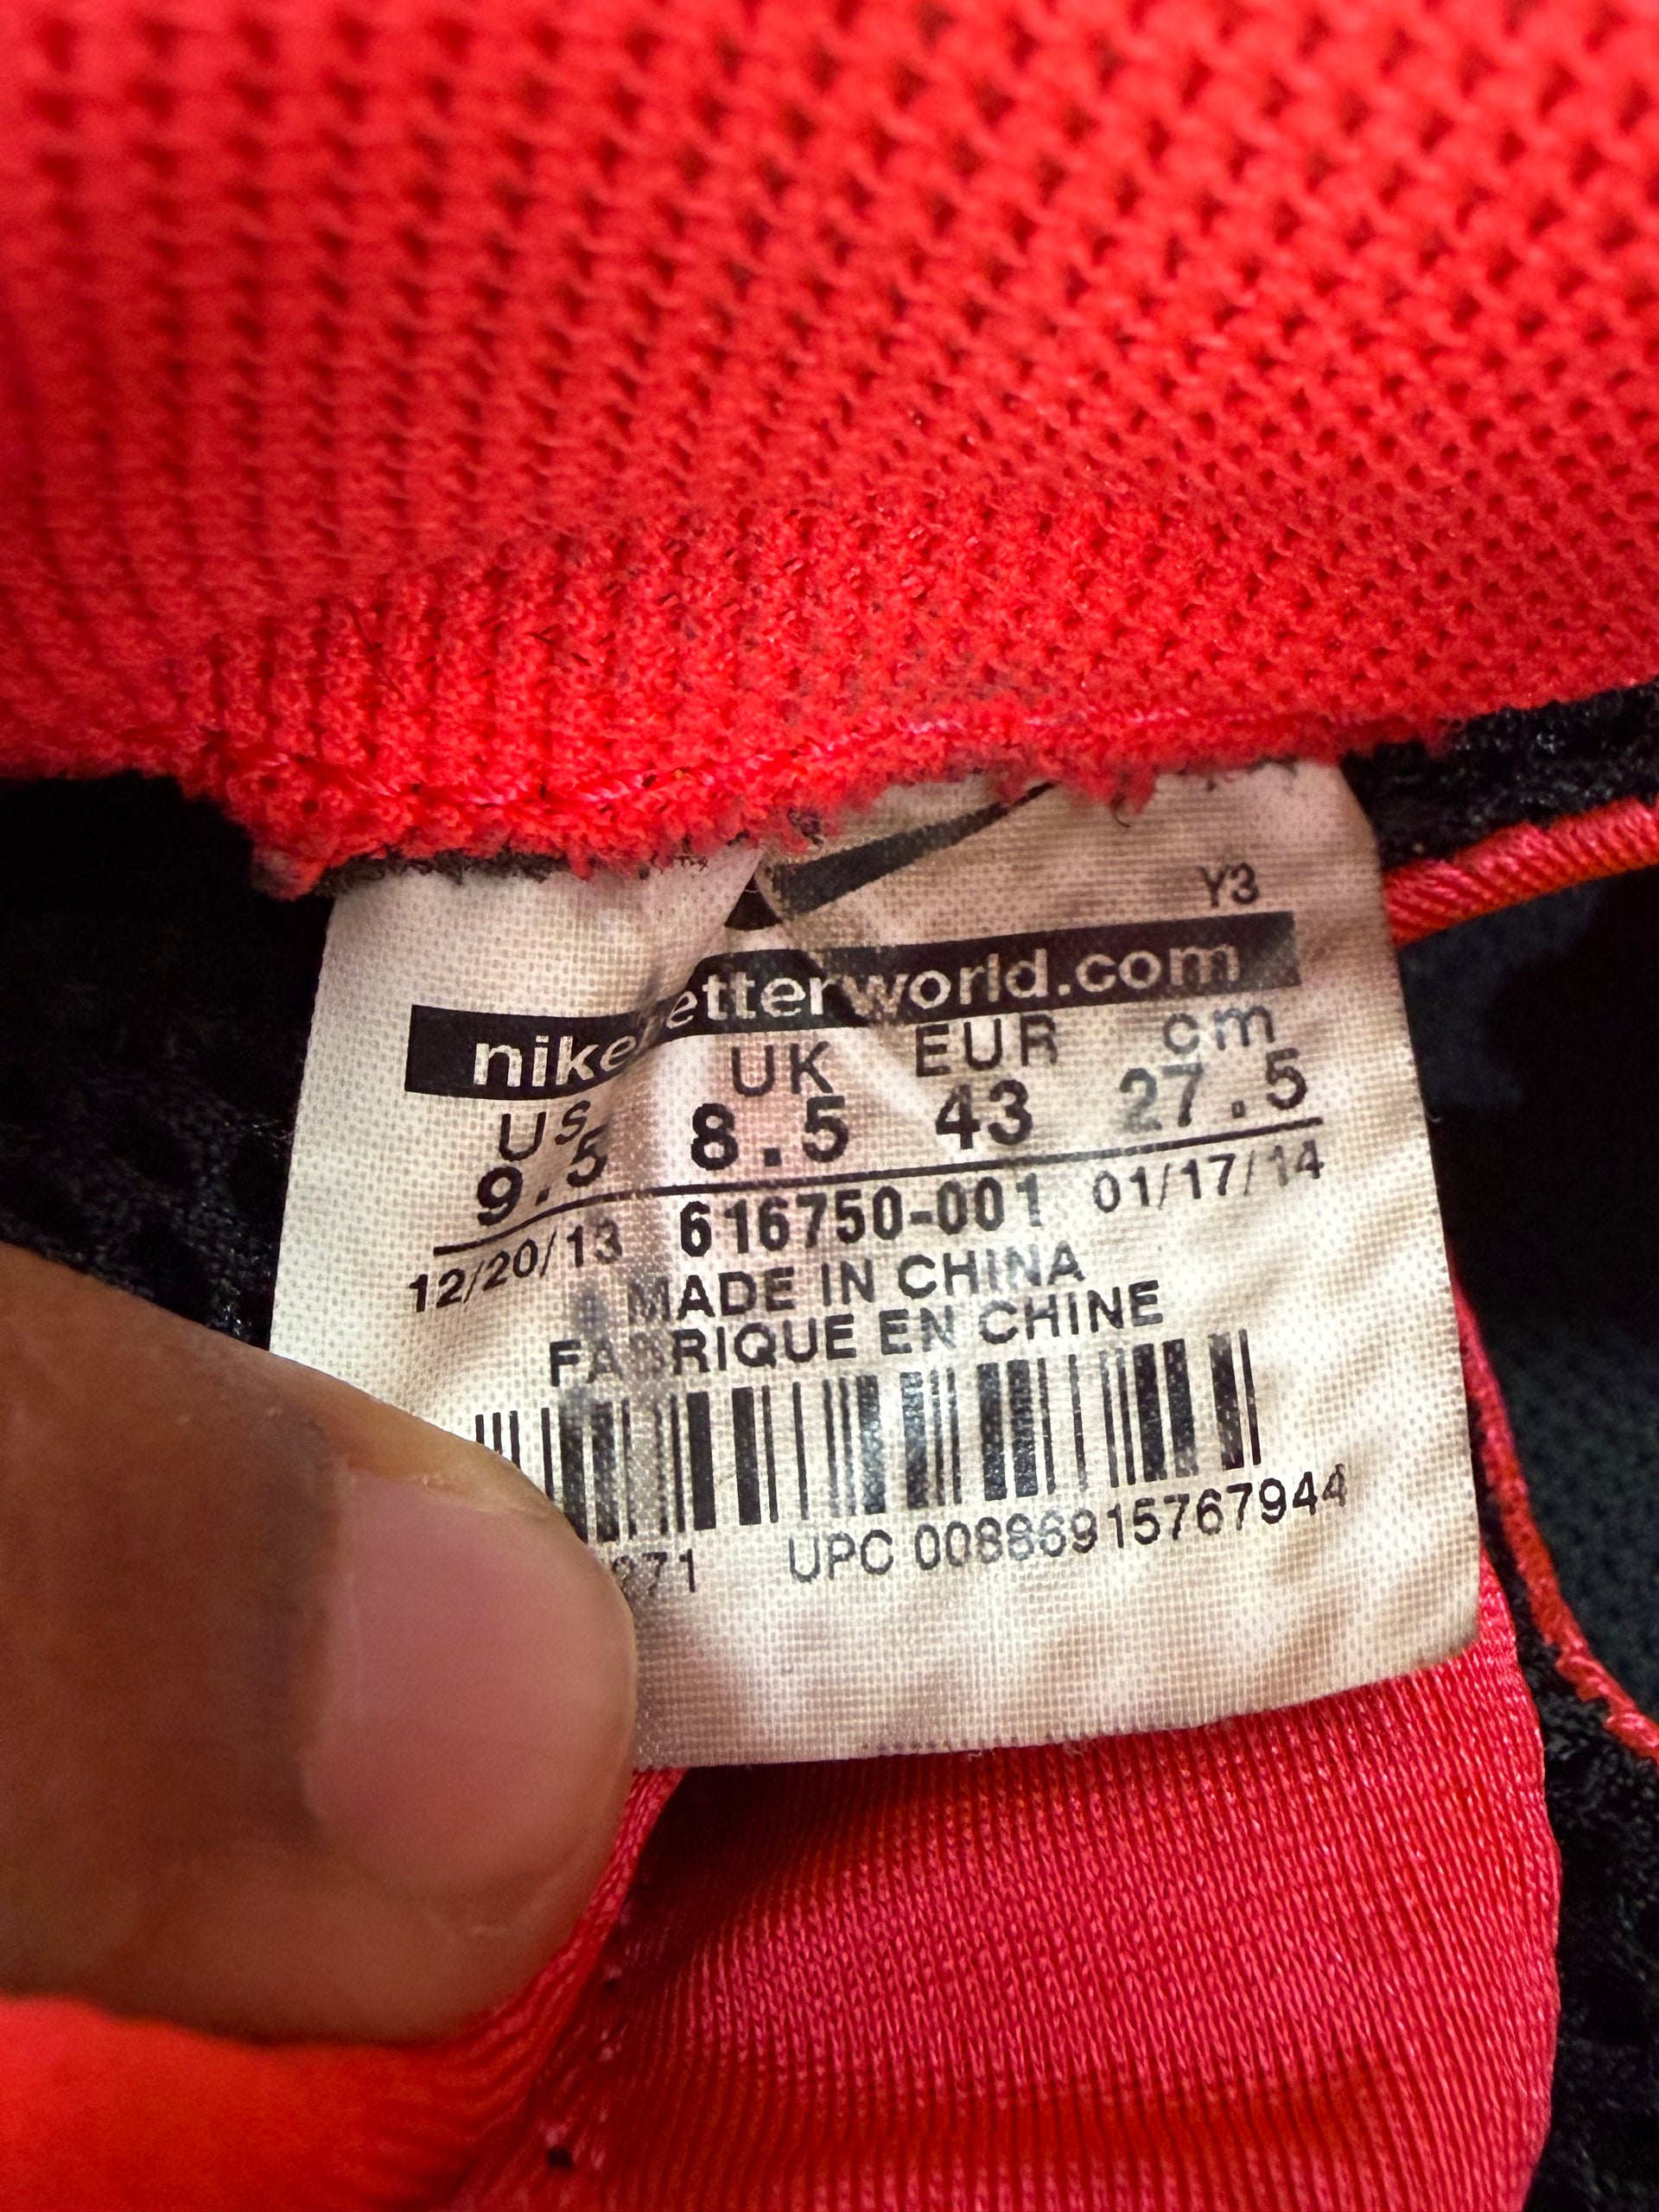 Y3
nikebetterworld.com
US UK EUR cm
9.5 8.5 43 27.5
12/20/13 616750-001 01/17/14
MADE IN CHINA
FABRIQUE EN CHINE
271 UPC 00886915767944